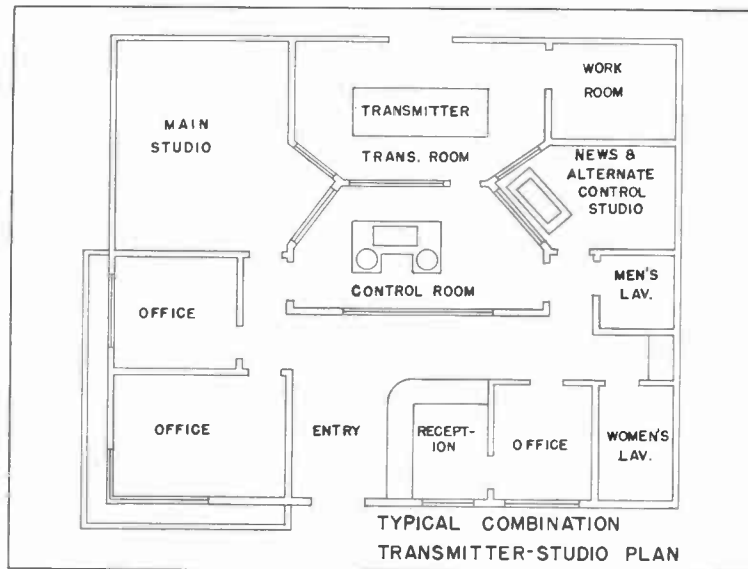 WORK
ROOM
TRANSMITTER
MAIN
STUDIO
TRANS. ROOM
NEWS &
ALTERNATE
CONTROL
STUDIO
MEN'S
LAV.
CONTROL ROOM
OFFICE
OFFICE
ENTRY
RECEPT-
ION
OFFICE
WOMEN'S
LAV.
TYPICAL COMBINATION
TRANSMITTER-STUDIO PLAN